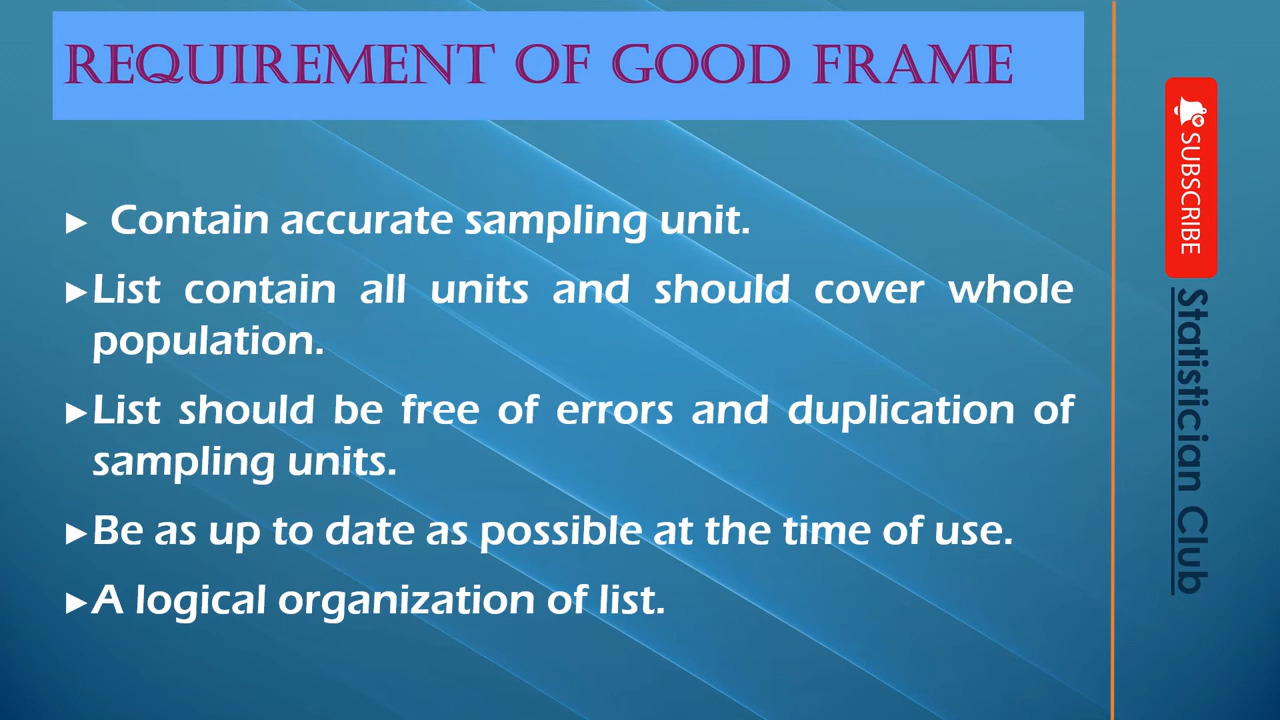 REQUIREMENT OF GOOD FRAME
► Contain accurate sampling unit.
►List contain all units and should cover whole
population.
►List should be free of errors and duplication of
sampling units.
►Be as up to date as possible at the time of use.
►A logical organization of list.
SUBSCRIBE
Statistician Club